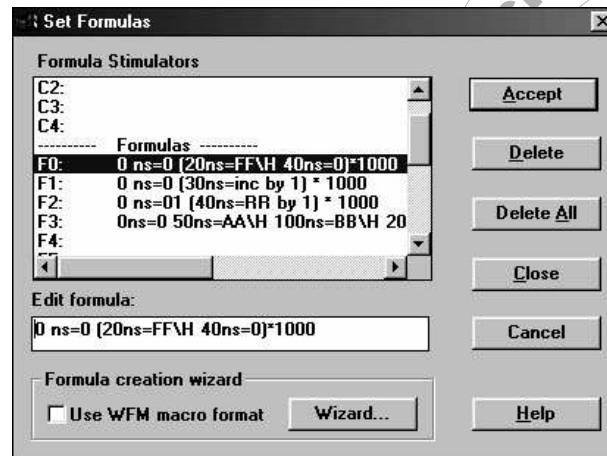 Set Formulas
Formula Stimulators
C2:
C3:
C4:
---------- Formulas ----------
F0: 0 ns=0 (20ns=FF\H 40ns=0)*1000
F1: 0 ns=0 (30ns=inc by 1) * 1000
F2: 0 ns=01 (40ns=RR by 1) * 1000
F3: 0ns=0 50ns=AA\H 100ns=BB\H 20
F4:
Edit formula:
0 ns=0 (20ns=FF\H 40ns=0)*1000
Formula creation wizard
Use WFM macro format
Wizard...
Accept
Delete
Delete All
Close
Cancel
Help